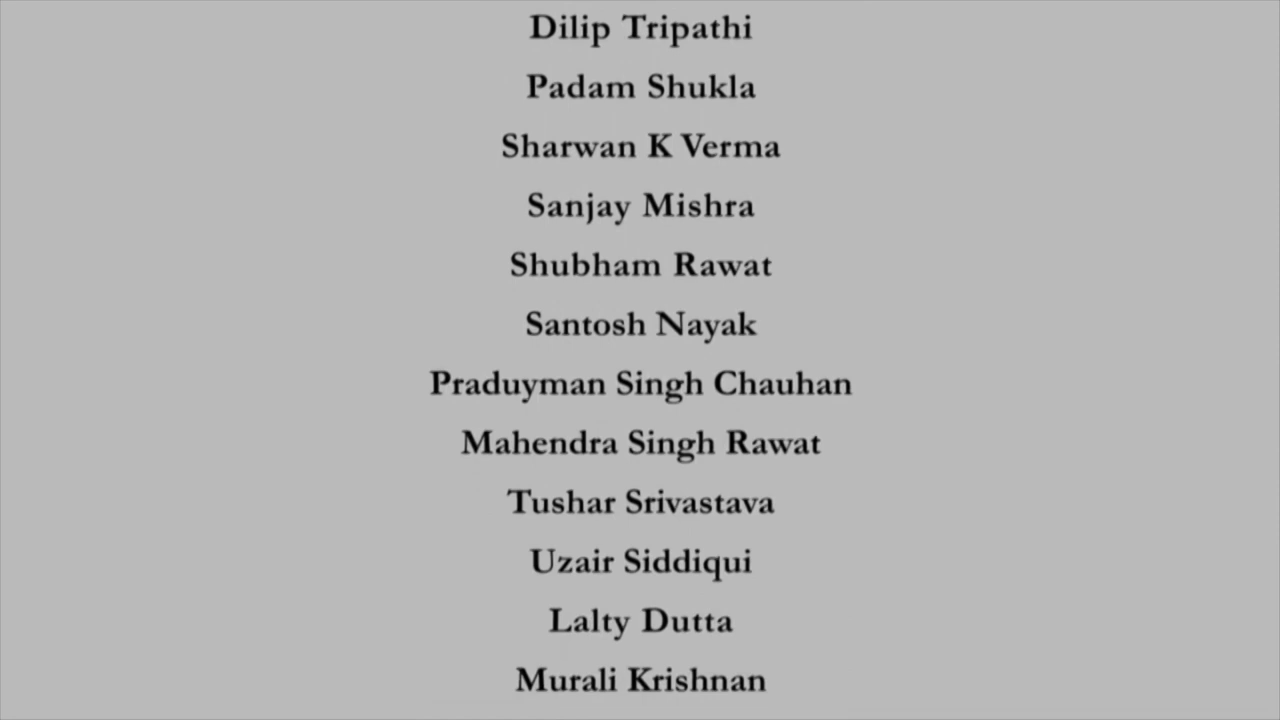 Dilip Tripathi
Padam Shukla
Sharwan K Verma
Sanjay Mishra
Shubham Rawat
Santosh Nayak
Praduyman Singh Chauhan
Mahendra Singh Rawat
Tushar Srivastava
Uzair Siddiqui
Lalty Dutta
Murali Krishnan